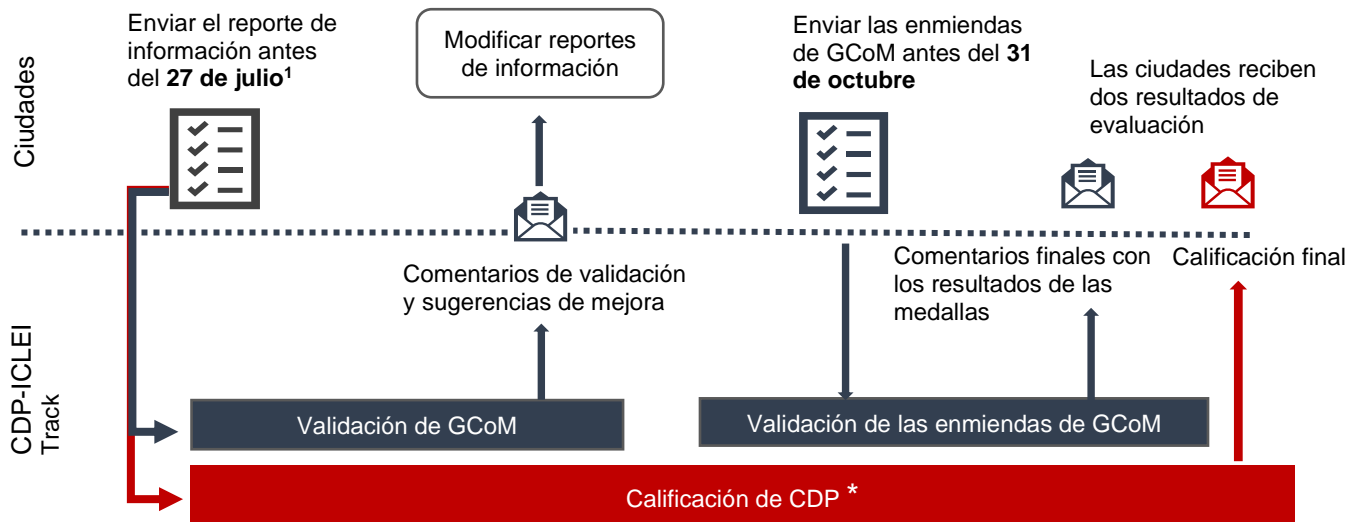 Enviar el reporte de
información antes
del 27 de julio¹
Modificar reportes
de información
Enviar las enmiendas
de GCoM antes del 31
de octubre
Las ciudades reciben
dos resultados de
evaluación
Ciudades
Comentarios de validación
y sugerencias de mejora
Comentarios finales con
los resultados de las
medallas
Calificación final
CDP-ICLEI
Track
Validación de GCoM
Validación de las enmiendas de GCoM
Calificación de CDP *